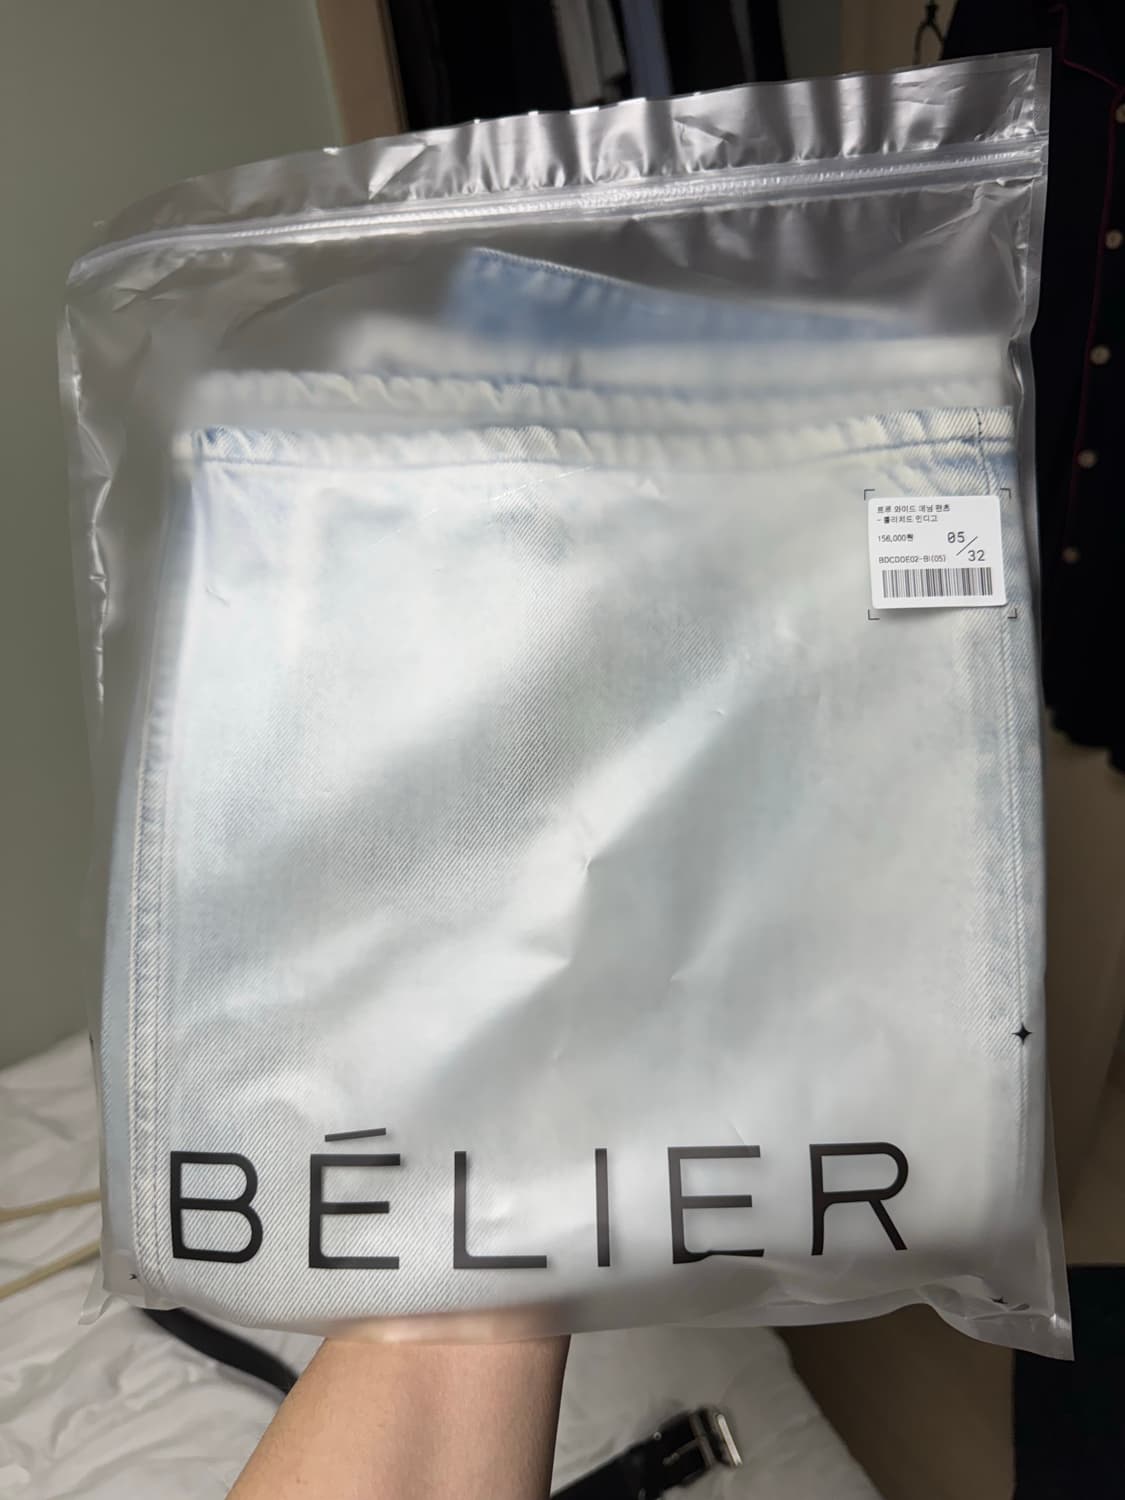 트루 와이드 데님 팬츠
- 블리치드 인디고
156,000원
05/32
BDCDDE02-BI(05)
BÉLIER